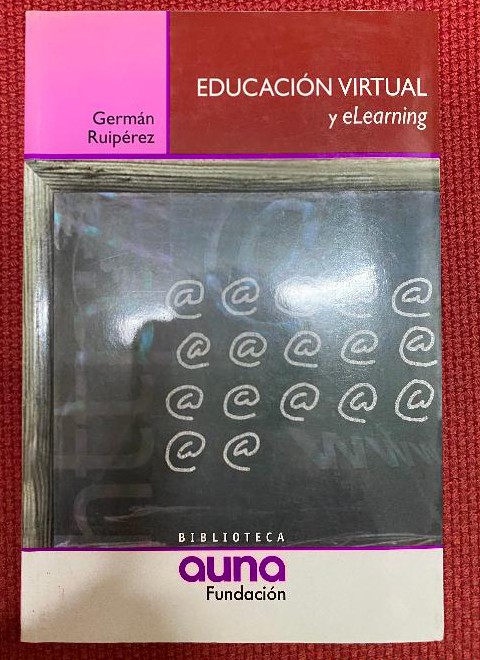 Germán
Ruipérez
EDUCACIÓN VIRTUAL
y eLearning
@ @ @ @ @
@ @ @ @ @
@ @ @ @ @
@ @
BIBLIOTECA
auna
Fundación